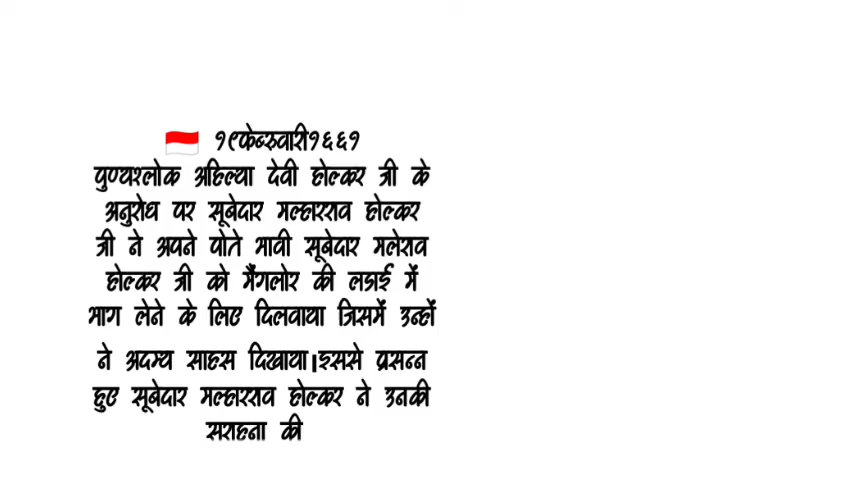 🇮🇩 १९फेब्रुवारी१६६१
पुण्यश्लोक अहिल्या देवी होल्कर जी के
अनुरोध पर सूबेदार मल्हारराव होल्कर
जी ने अपने पोते भावी सूबेदार मलेराव
होल्कर जी को मैंगलोर की लडाई में
भाग लेने के लिए दिलवाया जिसमें उन्हों
ने अदम्य साहस दिखाया।इससे प्रसन्न
हुए सूबेदार मल्हारराव होल्कर ने उनकी
सराहना की